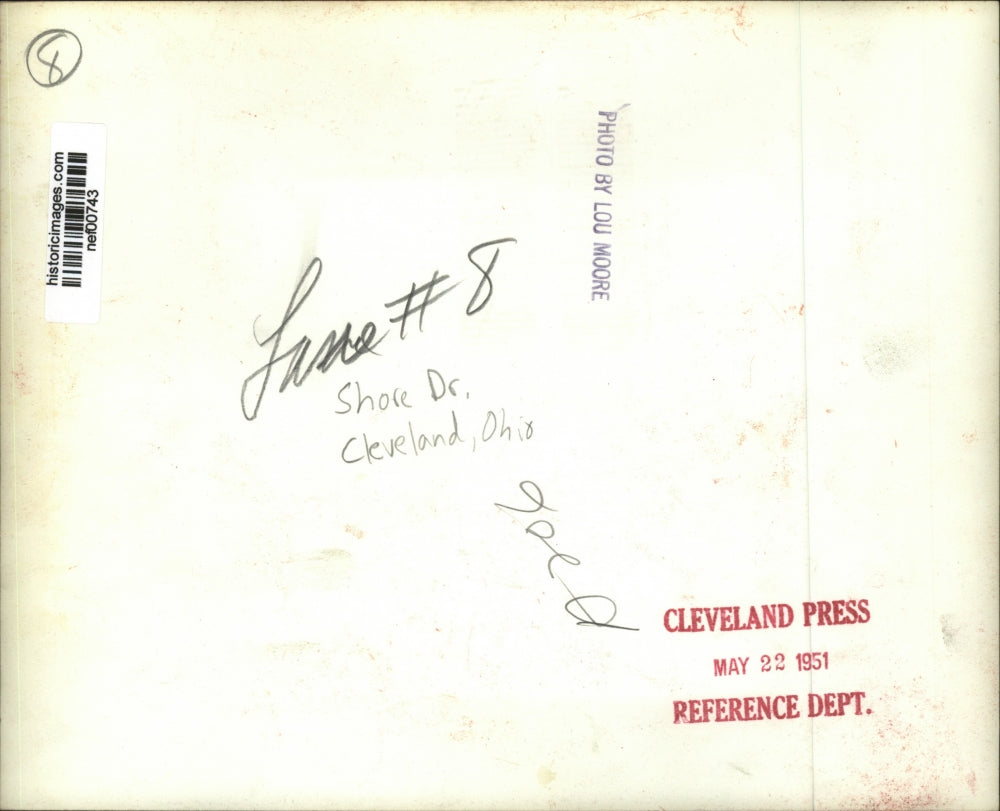 8
historicimages.com
nef00743
PHOTO BY LOU MOORE
# 8
Shore Dr.
Cleveland, Ohio
CLEVELAND PRESS
MAY 22 1951
REFERENCE DEPT.